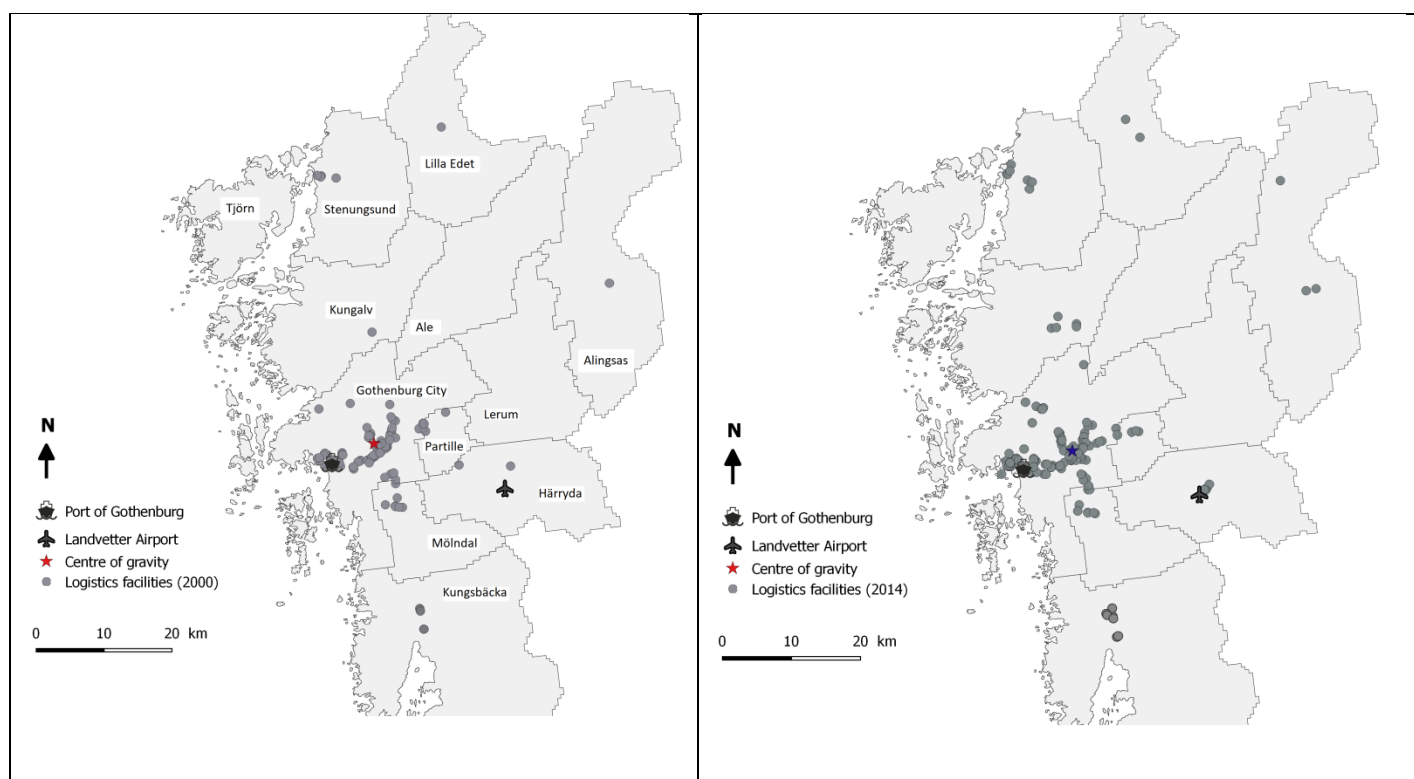 Lilla Edet
Tjörn
Stenungsund
Kungalv
Ale
Alingsas
Gothenburg City
Lerum
Partille
Härryda
Mölndal
Kungsbäcka
N
Port of Gothenburg
Landvetter Airport
Centre of gravity
Logistics facilities (2000)
0 10 20 km
N
Port of Gothenburg
Landvetter Airport
Centre of gravity
Logistics facilities (2014)
0 10 20 km